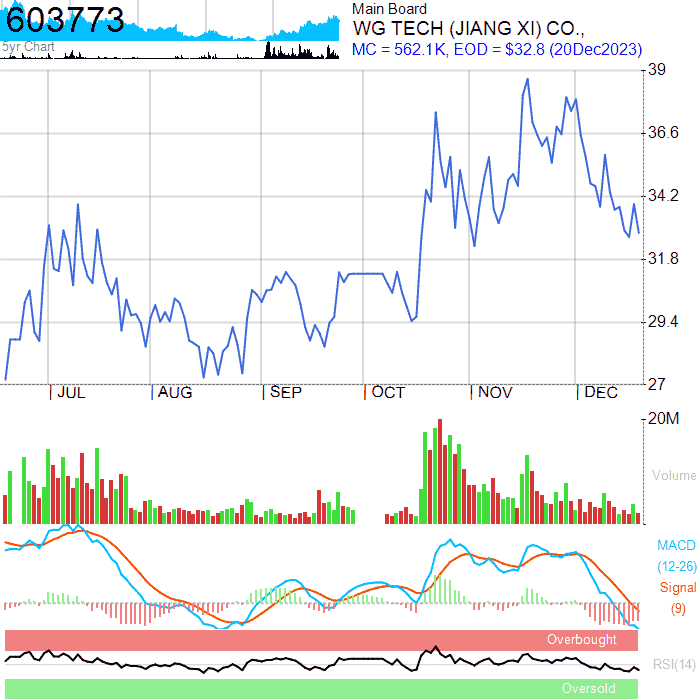 603773
5yr Chart
Main Board
WG TECH (JIANG XI) CO.,
MC = 562.1K, EOD = $32.8 (20Dec2023)
39
36.6
34.2
31.8
29.4
27
JUL AUG SEP OCT NOV DEC
20M
Volume
MACD
(12-26)
Signal
(9)
Overbought
RSI(14)
Oversold